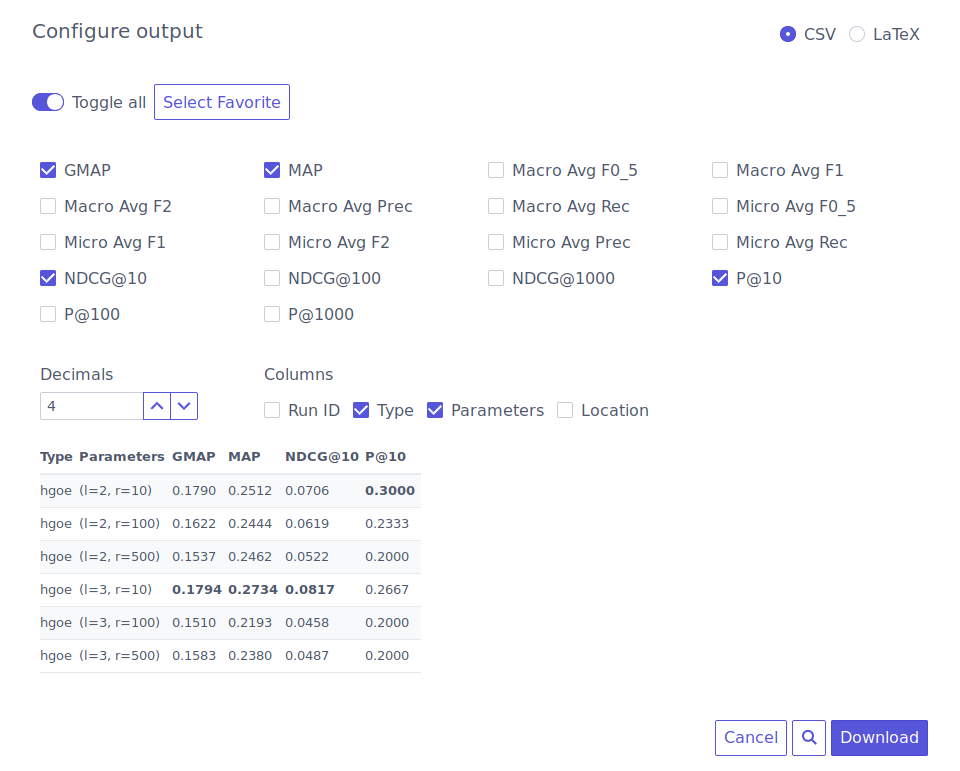 Configure output
CSV LaTeX
Toggle all Select Favorite
GMAP MAP Macro Avg F0_5 Macro Avg F1
Macro Avg F2 Macro Avg Prec Macro Avg Rec Micro Avg F0_5
Micro Avg F1 Micro Avg F2 Micro Avg Prec Micro Avg Rec
NDCG@10 NDCG@100 NDCG@1000 P@10
P@100 P@1000
Decimals Columns
4 Run ID Type Parameters Location
Type Parameters GMAP MAP NDCG@10 P@10
hgoe (l=2, r=10) 0.1790 0.2512 0.0706 0.3000
hgoe (l=2, r=100) 0.1622 0.2444 0.0619 0.2333
hgoe (l=2, r=500) 0.1537 0.2462 0.0522 0.2000
hgoe (l=3, r=10) 0.1794 0.2734 0.0817 0.2667
hgoe (l=3, r=100) 0.1510 0.2193 0.0458 0.2000
hgoe (l=3, r=500) 0.1583 0.2380 0.0487 0.2000
Cancel Download